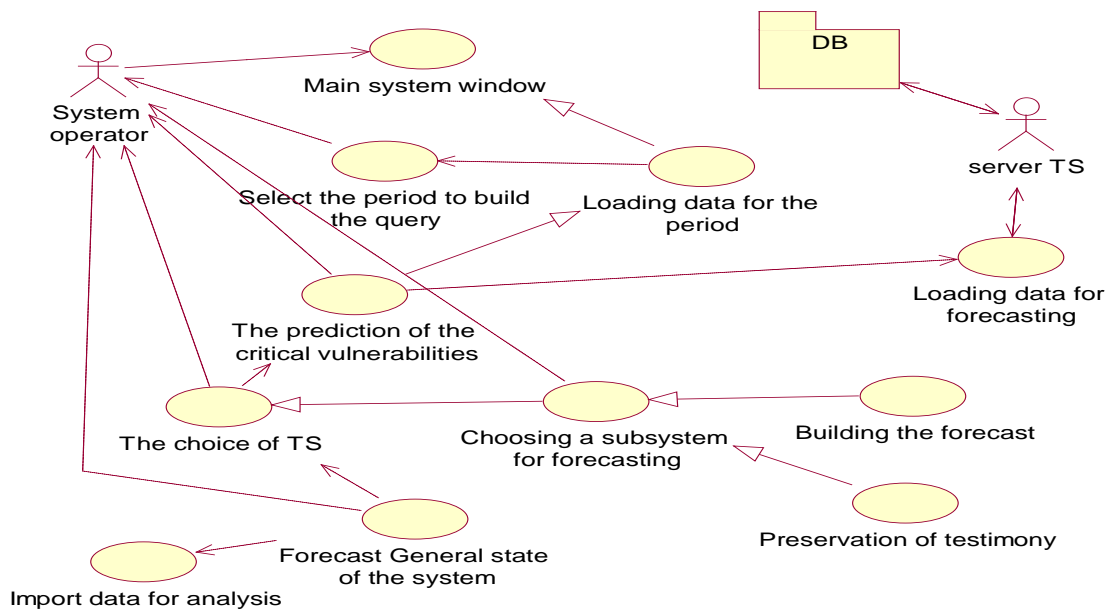 DB
Main system window
System
operator
server TS
Select the period to build
the query
Loading data for the
period
Loading data for
forecasting
The prediction of the
critical vulnerabilities
The choice of TS
Choosing a subsystem
for forecasting
Building the forecast
Preservation of testimony
Forecast General state
of the system
Import data for analysis